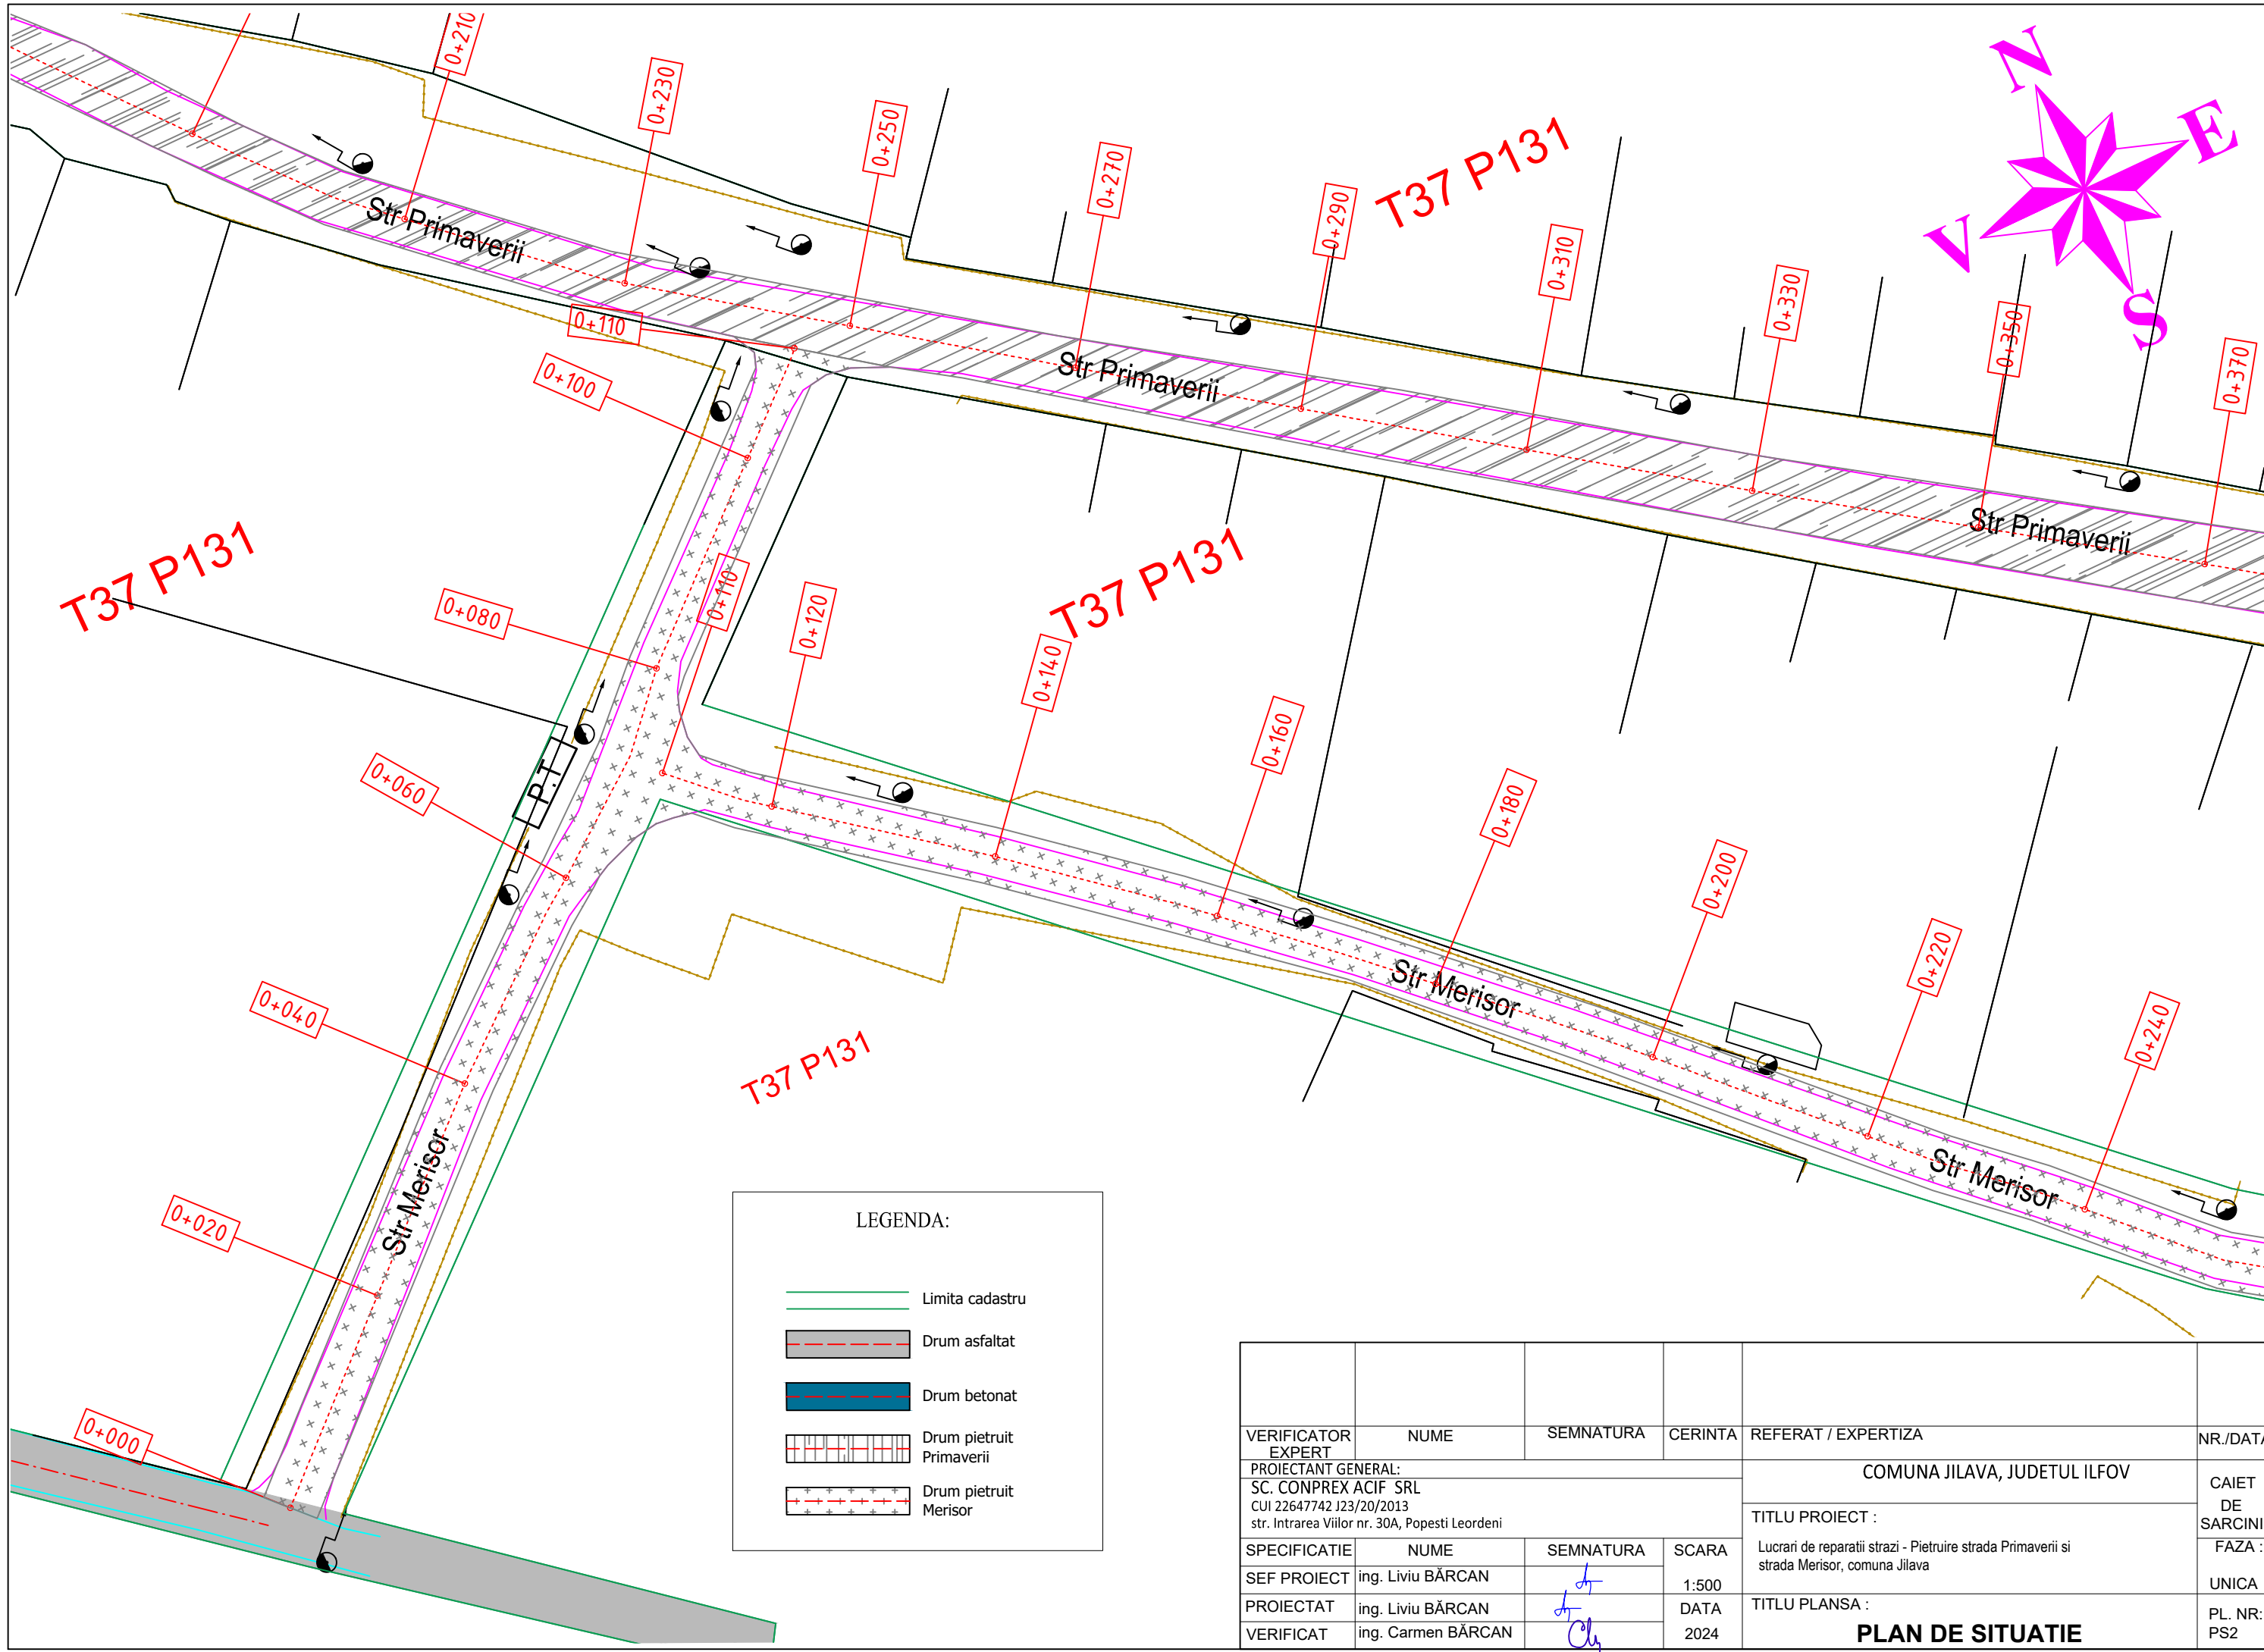 0+210
0+230
0+250
0+270
0+290
0+310
0+330
0+350
0+370
T37 P131
N
E
V
S
Str Primaverii
Str Primaverii
Str Primaverii
0+110
0+100
T37 P131
T37 P131
0+080
0+110
0+120
0+140
0+160
0+180
0+200
0+220
0+240
P.T
0+060
0+040
0+020
0+000
T37 P131
Str Merisor
Str Merisor
Str Merisor
LEGENDA:
Limita cadastru
Drum asfaltat
Drum betonat
Drum pietruit
Primaverii
Drum pietruit
Merisor
VERIFICATOR
EXPERT
NUME
SEMNATURA
CERINTA
REFERAT / EXPERTIZA
NR./DATA
PROIECTANT GENERAL:
SC. CONPREX ACIF SRL
CUI 22647742 J23/20/2013
str. Intrarea Viilor nr. 30A, Popesti Leordeni
COMUNA JILAVA, JUDETUL ILFOV
CAIET
DE
SARCINI
TITLU PROIECT :
Lucrari de reparatii strazi - Pietruire strada Primaverii si
strada Merisor, comuna Jilava
FAZA :
UNICA
SPECIFICATIE
NUME
SEMNATURA
SCARA
SEF PROIECT
ing. Liviu BĂRCAN
1:500
PROIECTAT
ing. Liviu BĂRCAN
DATA
VERIFICAT
ing. Carmen BĂRCAN
2024
TITLU PLANSA :
PLAN DE SITUATIE
PL. NR:
PS2